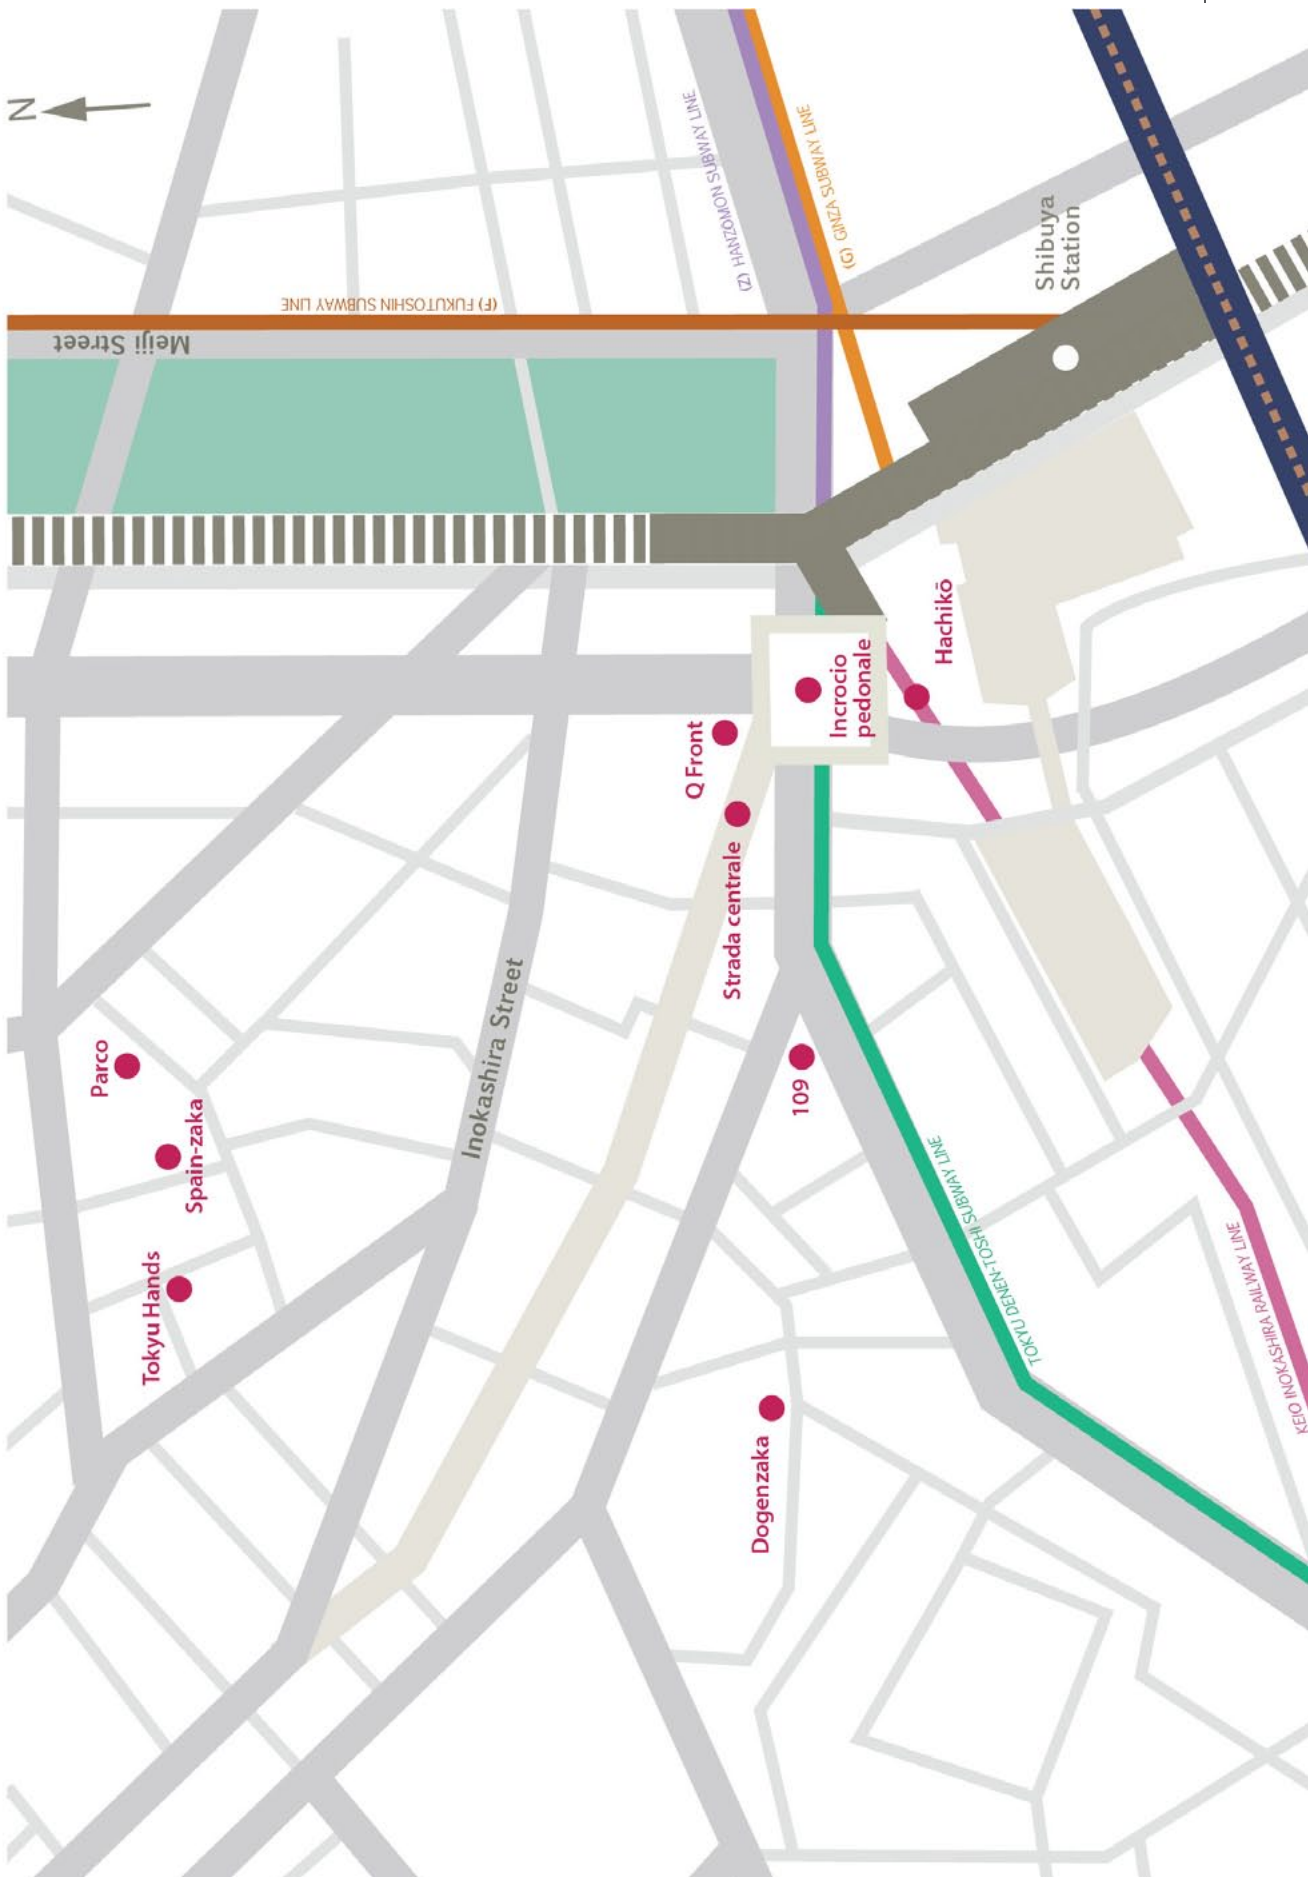 N
Parco
Spain-zaka
Tokyu Hands
Inokashira Street
Meiji Street
(F) FUKUTOSHIN SUBWAY LINE
(Z) HANZOMON SUBWAY LINE
(G) GINZA SUBWAY LINE
Shibuya
Station
Q Front
Strada centrale
Incrocio
pedonale
Hachikō
109
Dogenzaka
TOKYU DENEN-TOSHI SUBWAY LINE
KEIO INOKASHIRA RAILWAY LINE